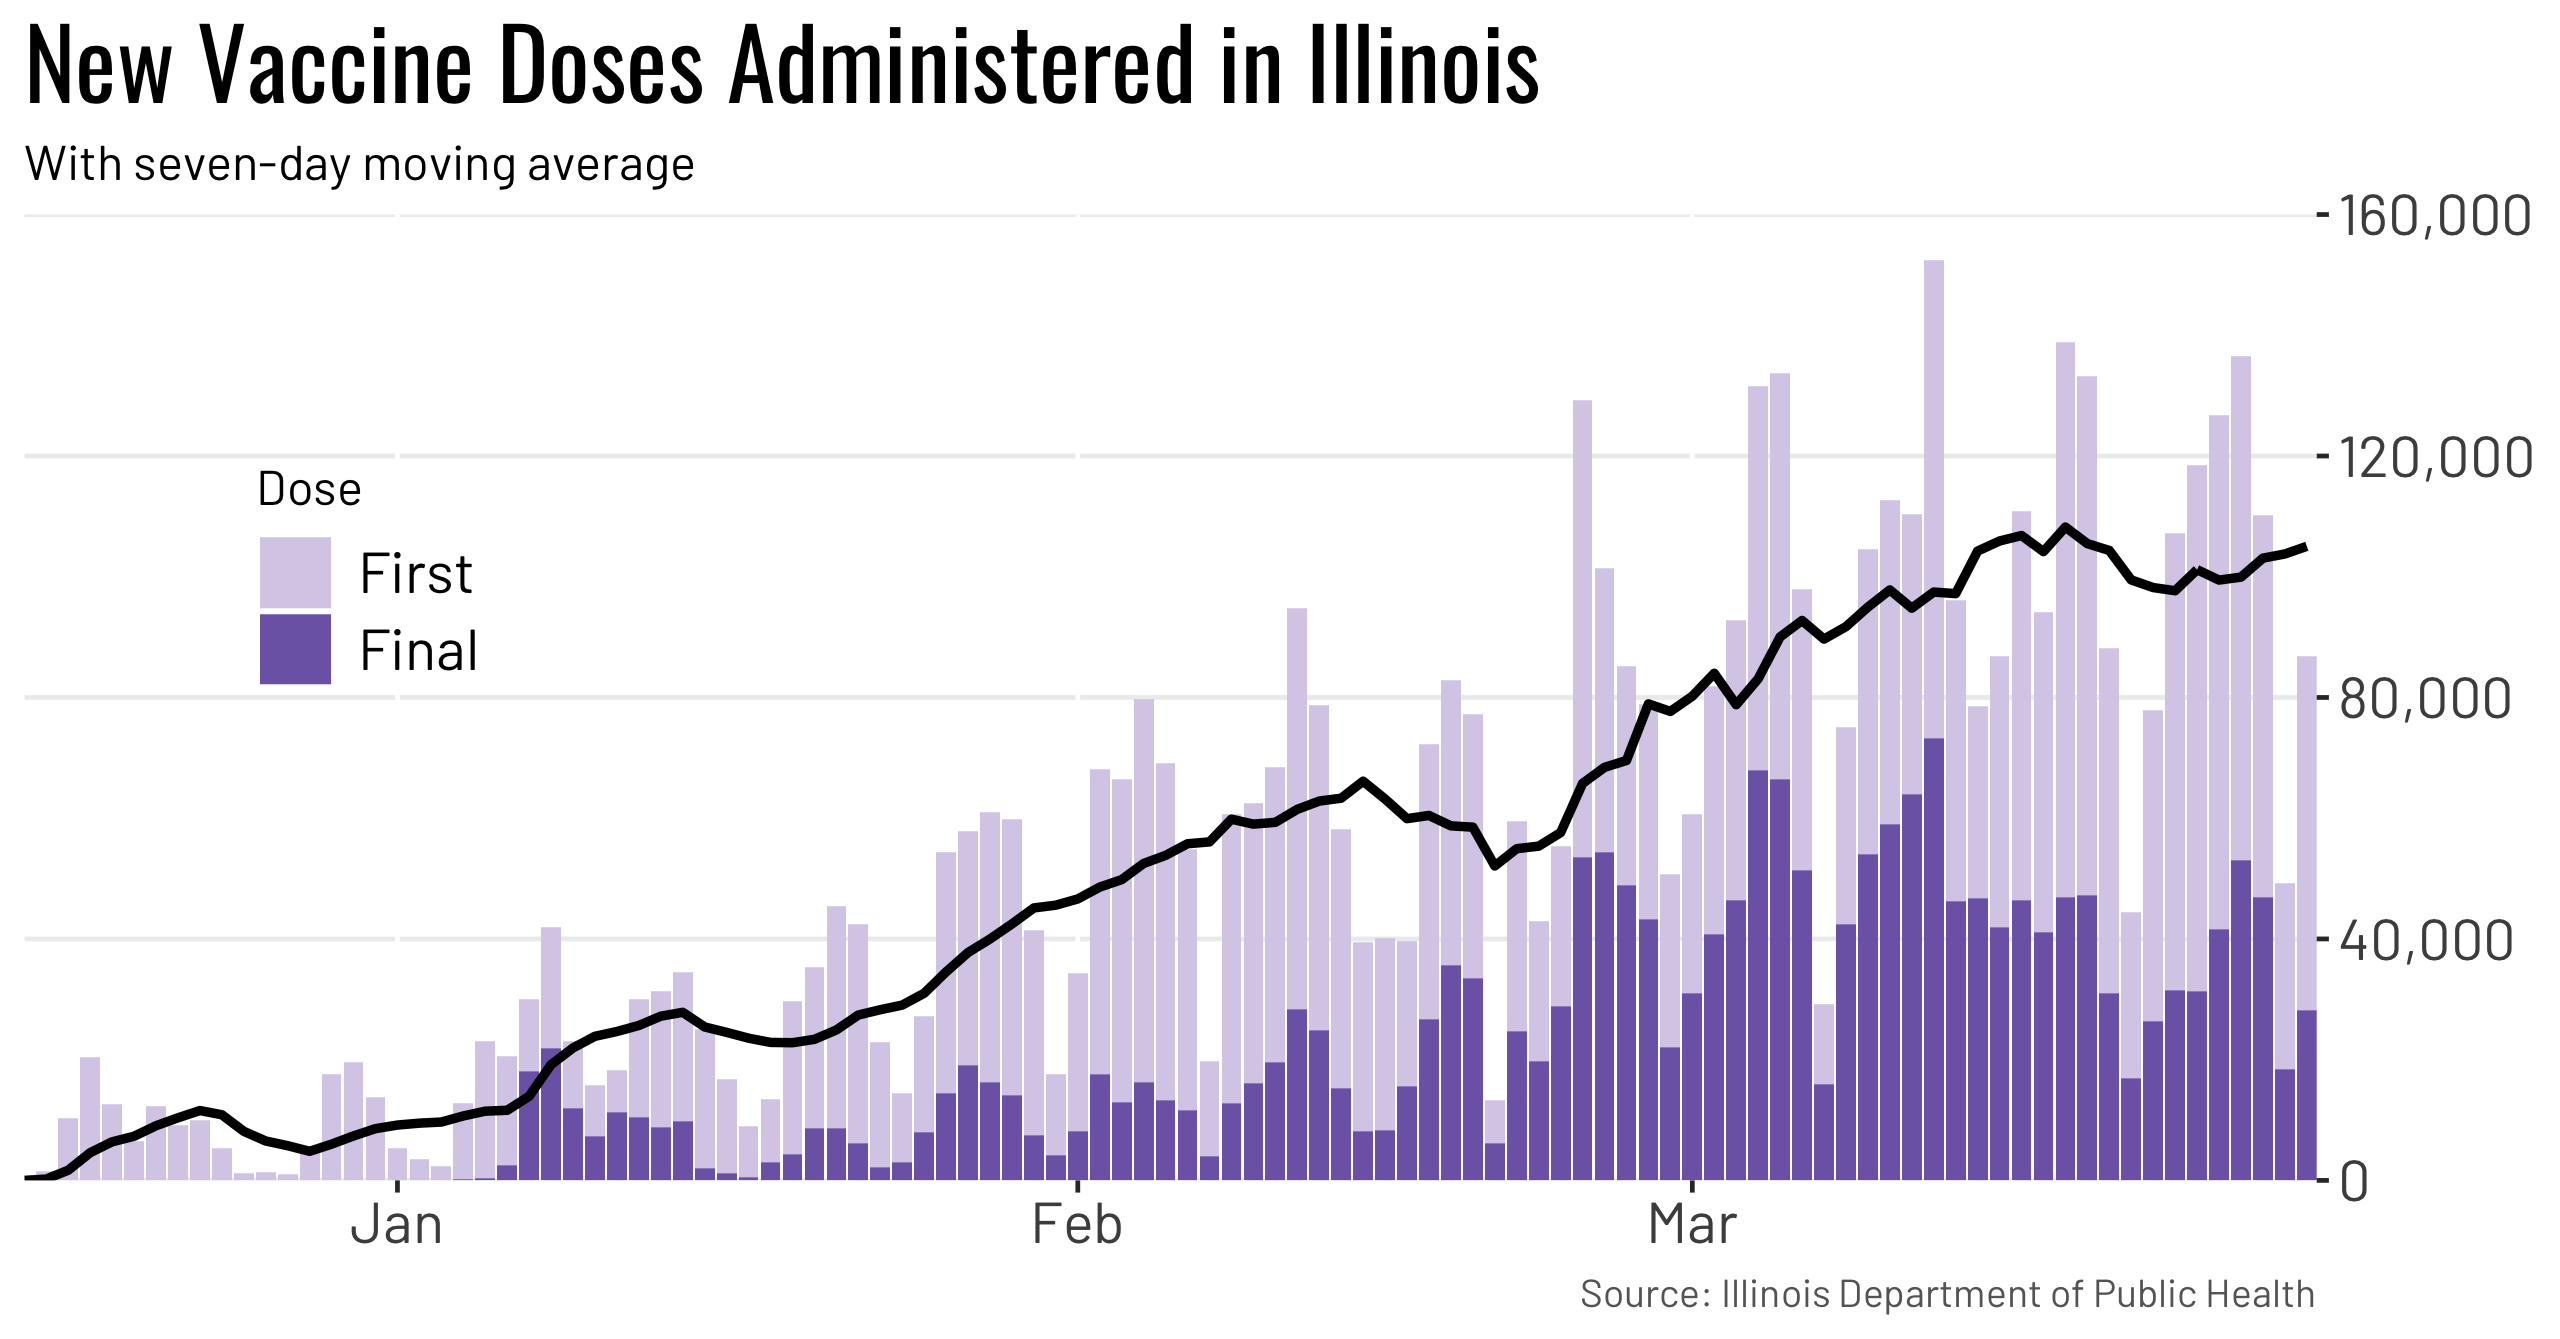 New Vaccine Doses Administered in Illinois
With seven-day moving average
160,000
120,000
Dose
First
Final
80,000
40,000
0
Jan Feb Mar
Source: Illinois Department of Public Health